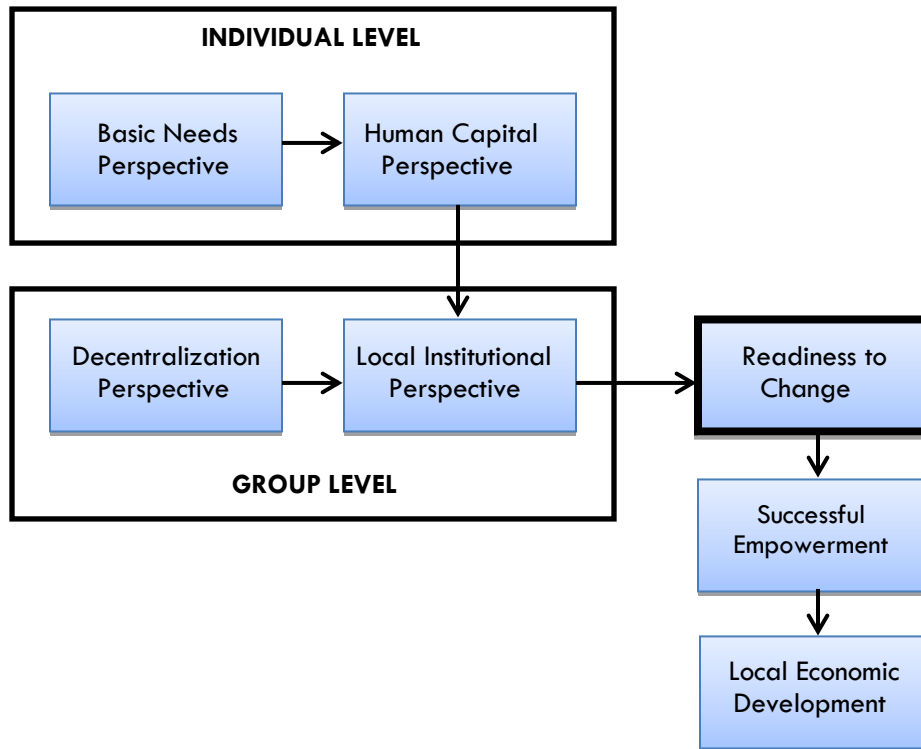 INDIVIDUAL LEVEL
Basic Needs
Perspective
Human Capital
Perspective
Decentralization
Perspective
Local Institutional
Perspective
GROUP LEVEL
Readiness to
Change
Successful
Empowerment
Local Economic
Development